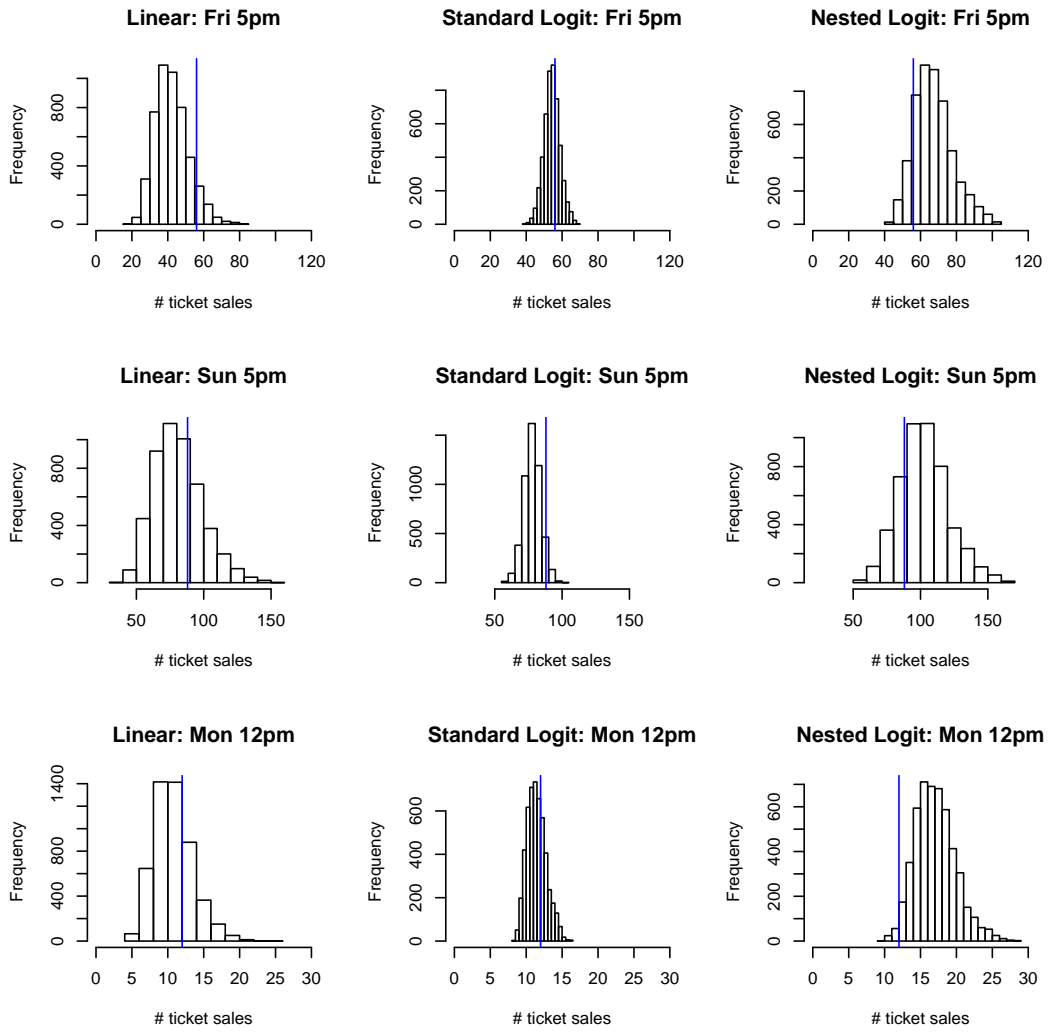 Linear: Fri 5pm
Frequency
0
400
800
0 20 40 60 80 120
# ticket sales
Standard Logit: Fri 5pm
Frequency
0
200
600
0 20 40 60 80 120
# ticket sales
Nested Logit: Fri 5pm
Frequency
0
200
600
0 20 40 60 80 120
# ticket sales
Linear: Sun 5pm
Frequency
0
400
800
50 100 150
# ticket sales
Standard Logit: Sun 5pm
Frequency
0
500
1000
50 100 150
# ticket sales
Nested Logit: Sun 5pm
Frequency
0
400
800
50 100 150
# ticket sales
Linear: Mon 12pm
Frequency
0
400
800
1400
0 5 10 15 20 25 30
# ticket sales
Standard Logit: Mon 12pm
Frequency
0
200
400
600
0 5 10 15 20 25 30
# ticket sales
Nested Logit: Mon 12pm
Frequency
0
200
400
600
0 5 10 15 20 25 30
# ticket sales